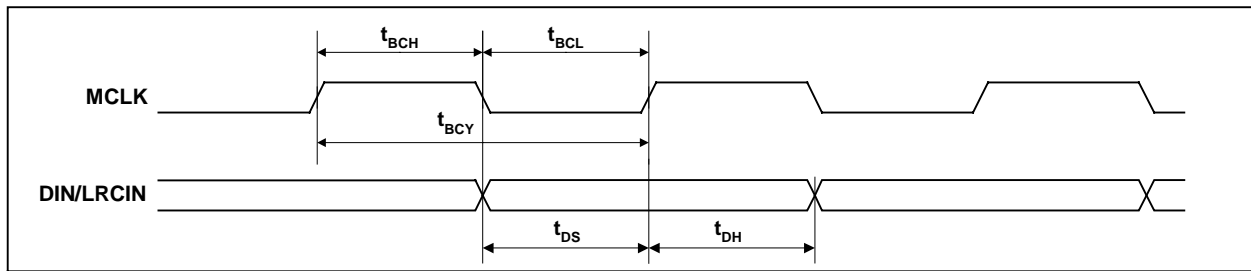 tBCH tBCL
MCLK
tBCY
DIN/LRCIN
tDS tDH